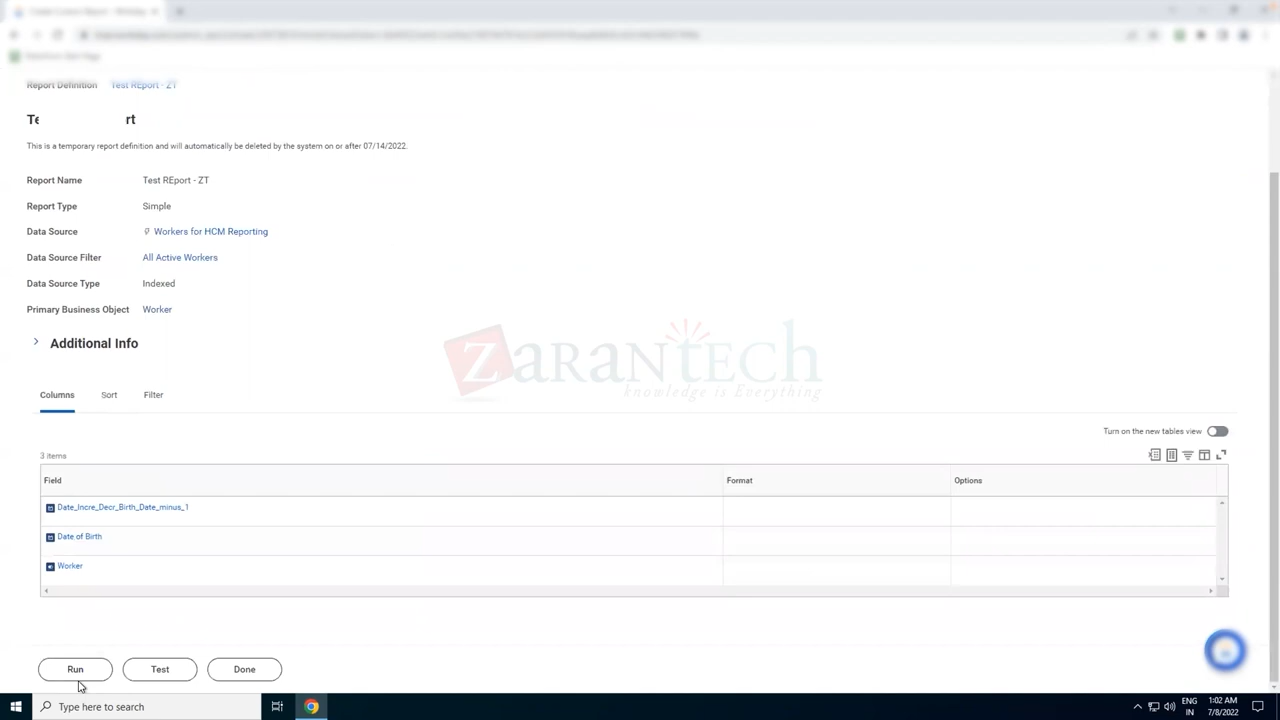 Report Definition Test REport - ZT
This is a temporary report definition and will automatically be deleted by the system on or after 07/14/2022.
Report Name Test REport - ZT
Report Type Simple
Data Source Workers for HCM Reporting
Data Source Filter All Active Workers
Data Source Type Indexed
Primary Business Object Worker
Additional Info
ZARANTECH
knowledge is Everything
Columns Sort Filter
Turn on the new tables view
3 items
Field Format Options
Date_Incre_Decr_Birth_Date_minus_1
Date of Birth
Worker
Run Test Done
Type here to search
ENG 1:02 AM
IN 7/8/2022